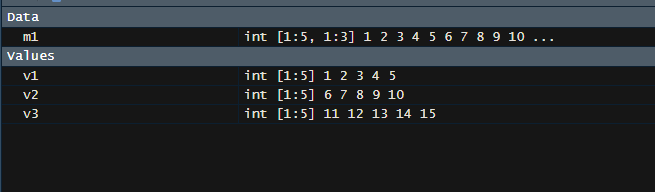 Data
m1 int [1:5, 1:3] 1 2 3 4 5 6 7 8 9 10 ...
Values
v1 int [1:5] 1 2 3 4 5
v2 int [1:5] 6 7 8 9 10
v3 int [1:5] 11 12 13 14 15